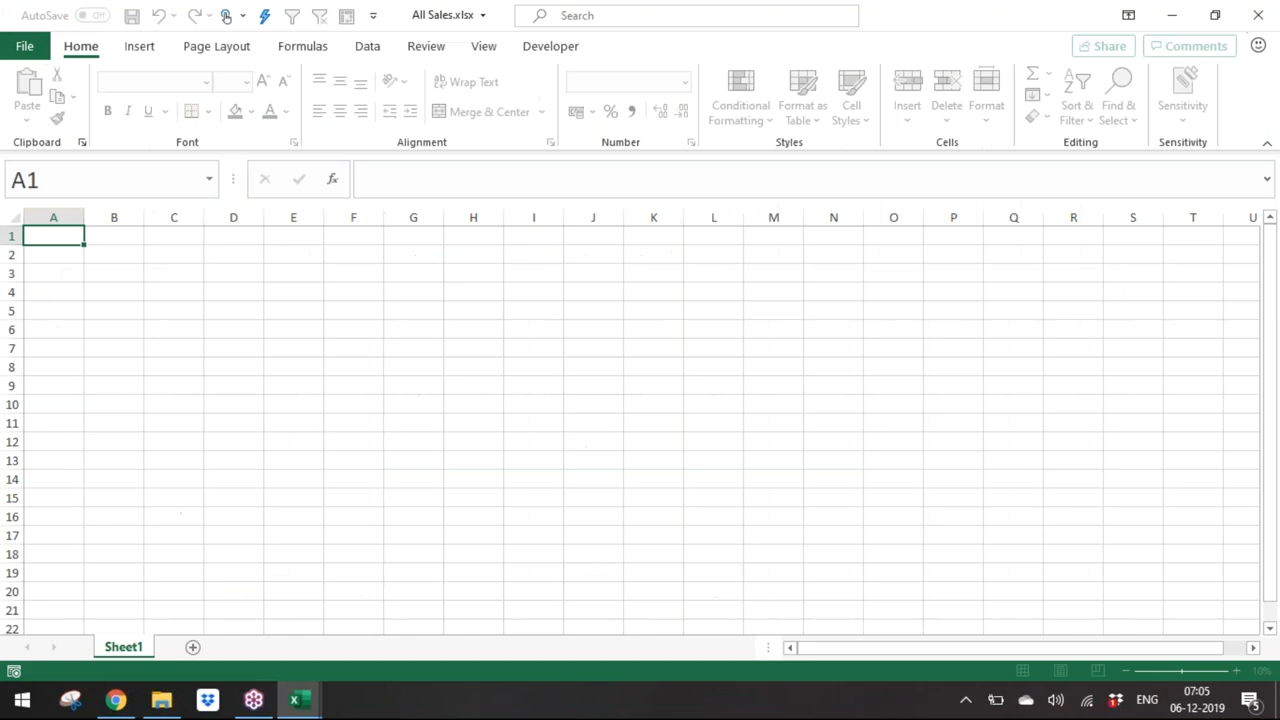 AutoSave Off All Sales.xlsx Search
File Home Insert Page Layout Formulas Data Review View Developer Share Comments
Paste
Clipboard
B I U A
Font
Wrap Text
Merge & Center
Alignment
% ,
Number
Conditional Formatting
Format as Table
Cell Styles
Styles
Insert Delete Format
Cells
Sort & Filter
Find & Select
Editing
Sensitivity
Sensitivity
A1 fx
A B C D E F G H I J K L M N O P Q R S T U
1
2
3
4
5
6
7
8
9
10
11
12
13
14
15
16
17
18
19
20
21
22
Sheet1
10%
ENG 07:05
06-12-2019
5